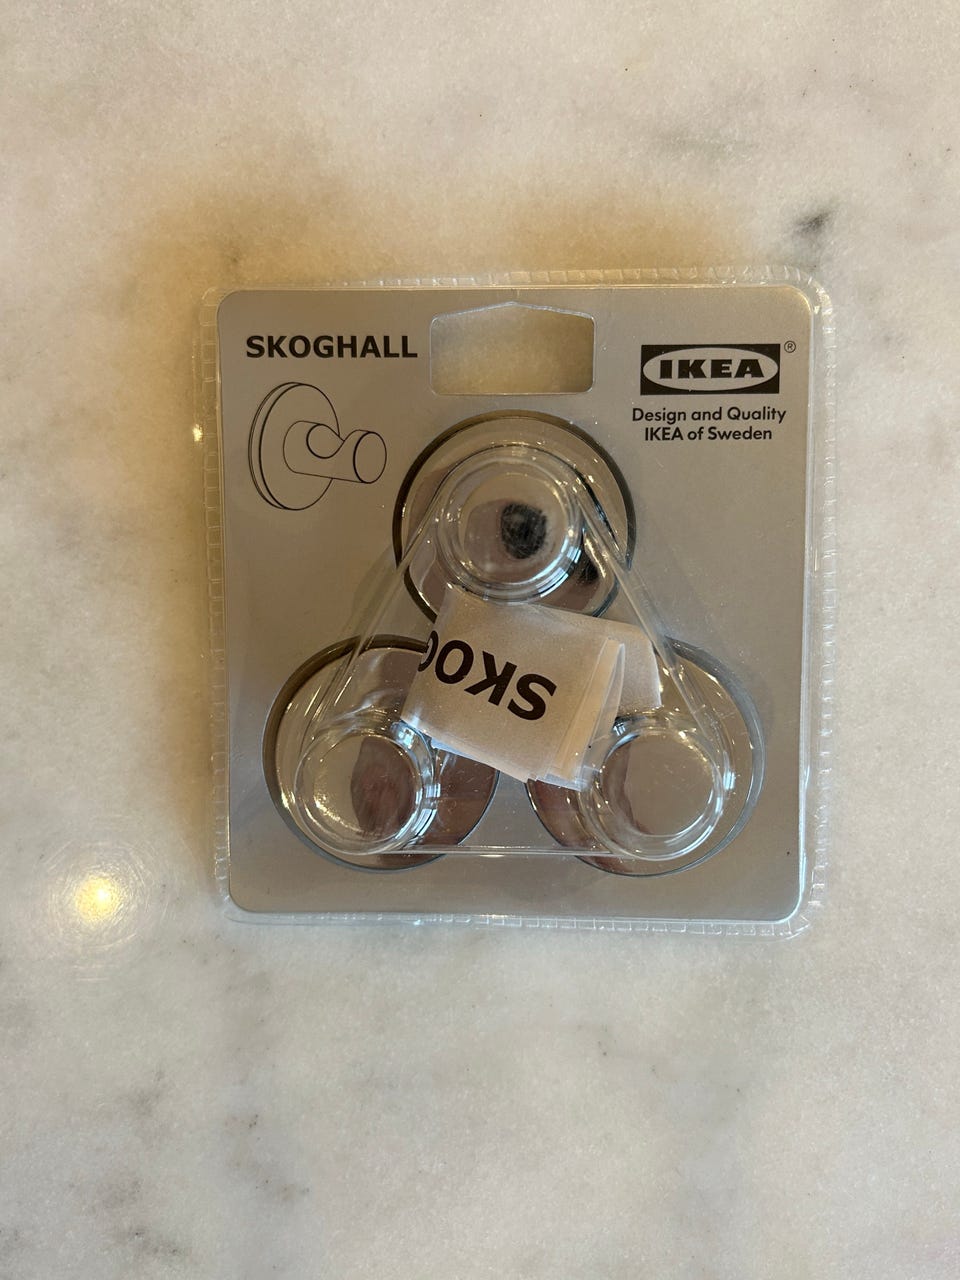 SKOGHALL
IKEA®
Design and Quality
IKEA of Sweden
SKOG